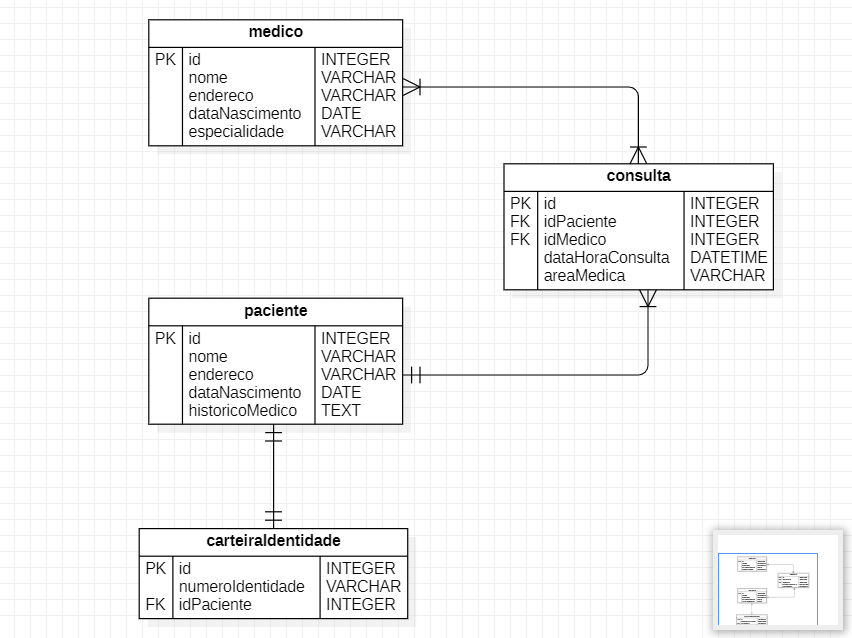 medico
PK id INTEGER
nome VARCHAR
endereco VARCHAR
dataNascimento DATE
especialidade VARCHAR
consulta
PK id INTEGER
FK idPaciente INTEGER
FK idMedico INTEGER
dataHoraConsulta DATETIME
areaMedica VARCHAR
paciente
PK id INTEGER
nome VARCHAR
endereco VARCHAR
dataNascimento DATE
historicoMedico TEXT
carteiraIdentidade
PK id INTEGER
numeroIdentidade VARCHAR
FK idPaciente INTEGER